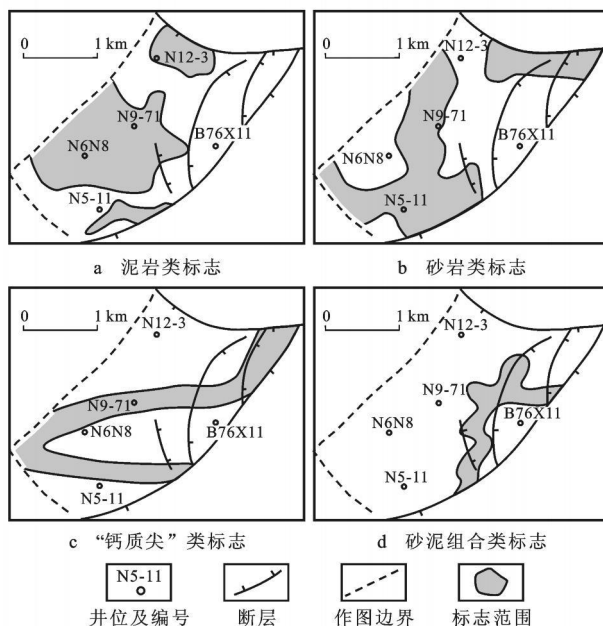 0 1 km
N12-3
N9-71
B76X11
N6N8
N5-11
a 泥岩类标志
0 1 km
N12-3
N9-71
B76X11
N6N8
N5-11
b 砂岩类标志
0 1 km
N12-3
N9-71
N6N8
B76X11
N5-11
c “钙质尖”类标志
0 1 km
N12-3
N9-71
B76X11
N6N8
N5-11
d 砂泥组合类标志
N5-11
井位及编号 断层 作图边界 标志范围